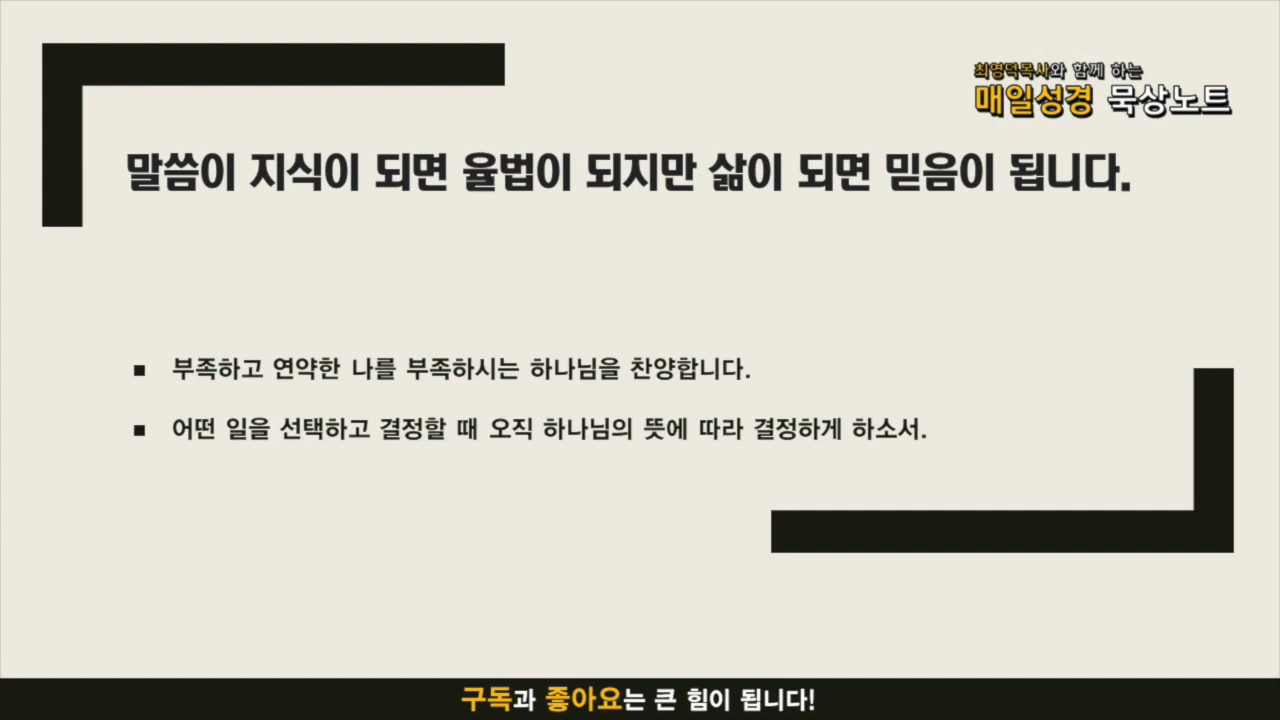 최영덕목사와 함께 하는
매일성경 묵상노트
말씀이 지식이 되면 율법이 되지만 삶이 되면 믿음이 됩니다.
부족하고 연약한 나를 부족하시는 하나님을 찬양합니다.
어떤 일을 선택하고 결정할 때 오직 하나님의 뜻에 따라 결정하게 하소서.
구독과 좋아요는 큰 힘이 됩니다!